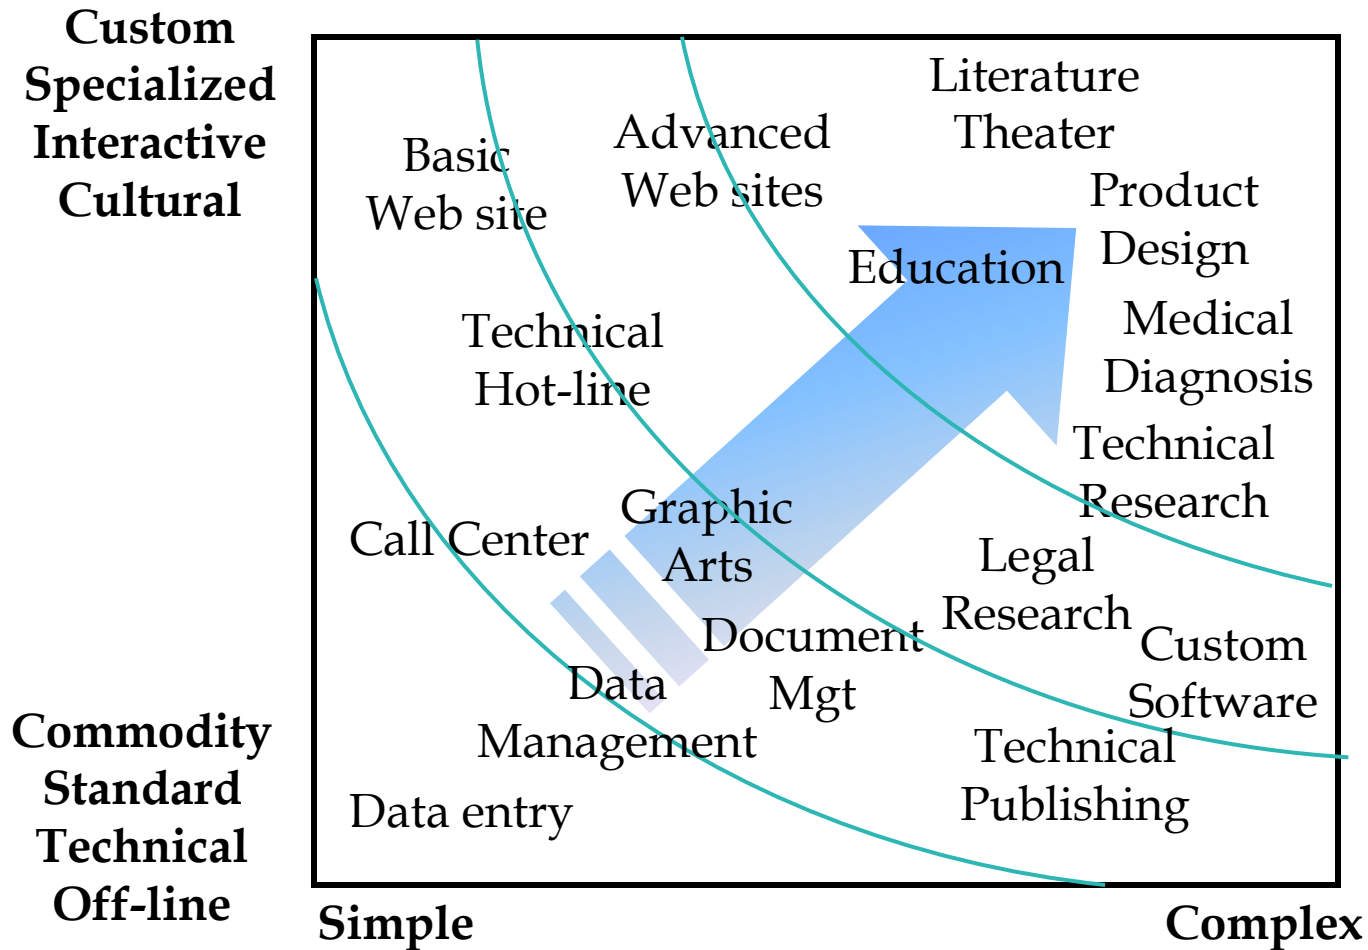 Custom
Specialized
Interactive
Cultural
Literature
Theater
Advanced
Web sites
Basic
Web site
Product
Design
Education
Medical
Diagnosis
Technical
Hot-line
Technical
Research
Graphic
Arts
Call Center
Legal
Research
Document
Mgt
Custom
Software
Data
Management
Technical
Publishing
Data entry
Commodity
Standard
Technical
Off-line
Simple
Complex